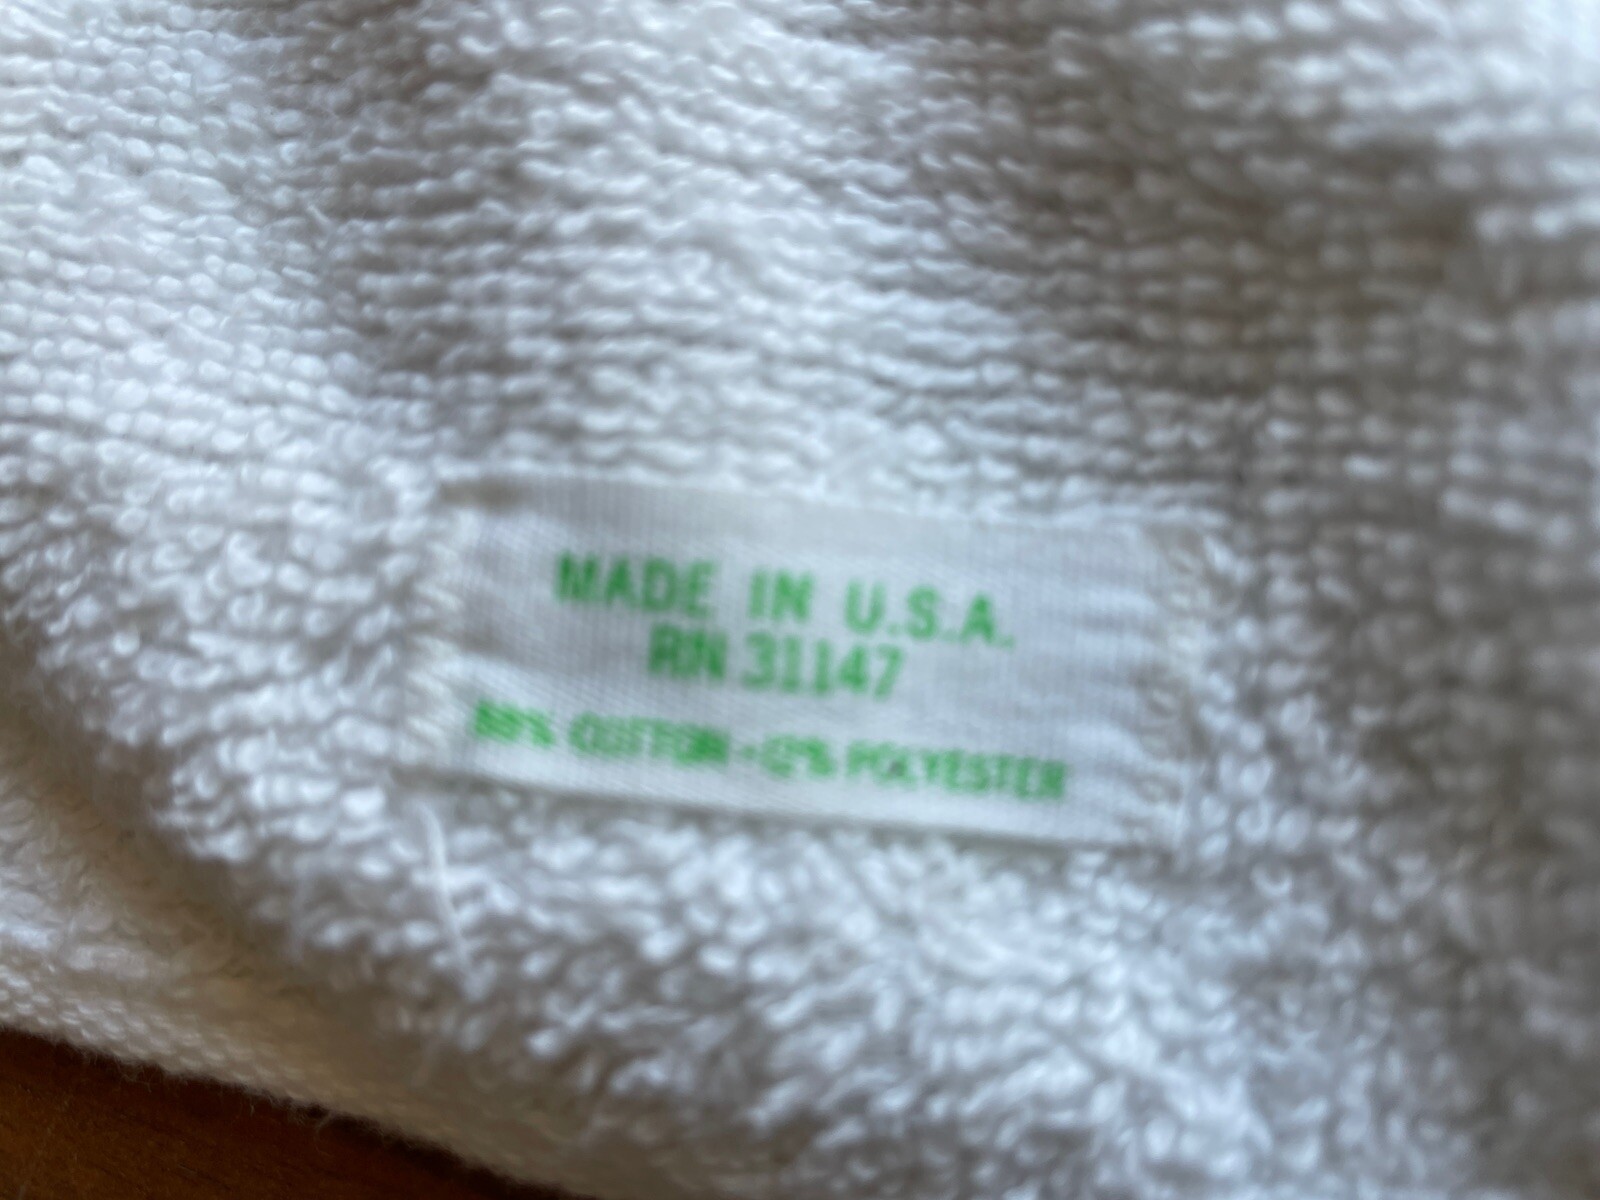 MADE IN U.S.A.
RN 31147
COTTON POLYESTER